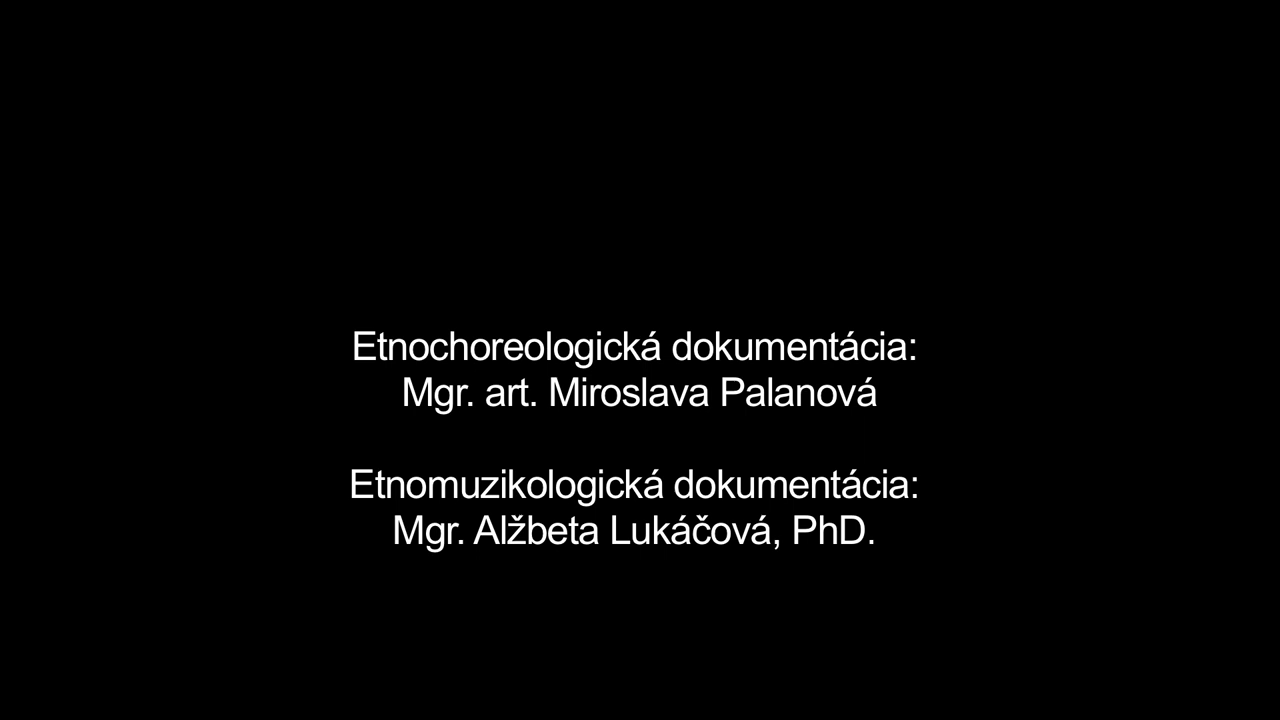 Etnochoreologická dokumentácia:
Mgr. art. Miroslava Palanová
Etnomuzikologická dokumentácia:
Mgr. Alžbeta Lukáčová, PhD.